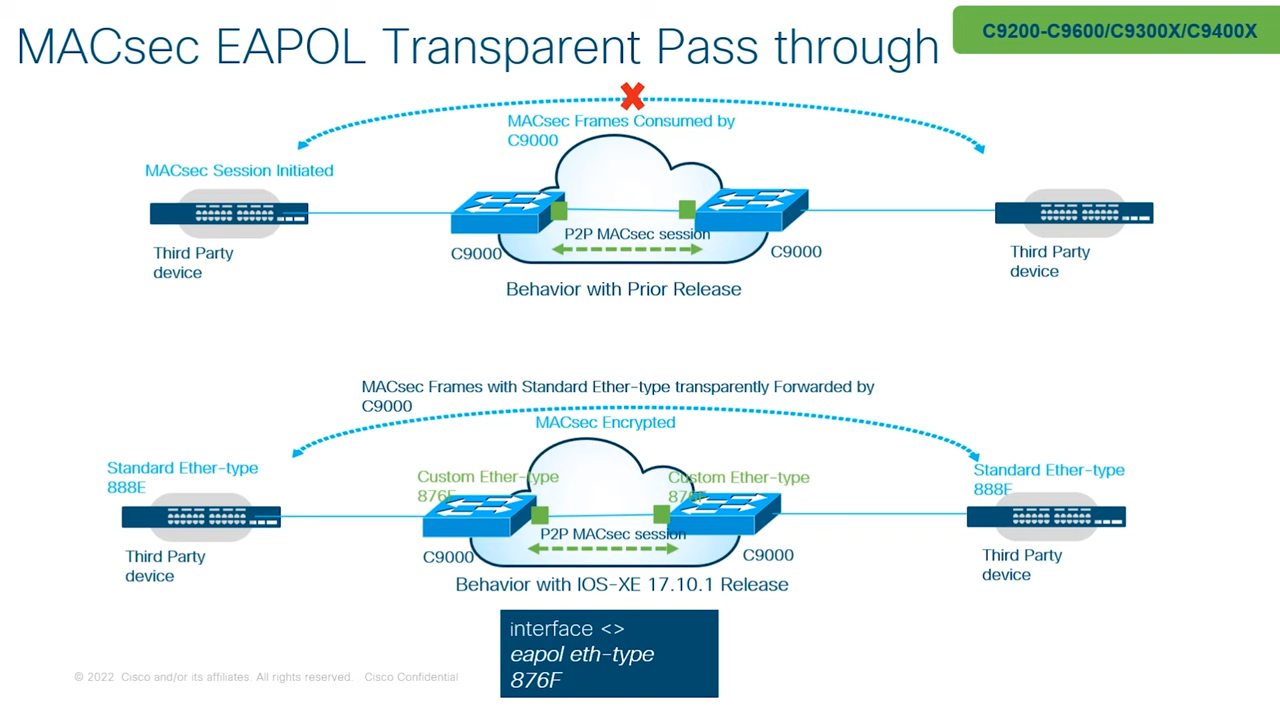 MACsec EAPOL Transparent Pass through
C9200-C9600/C9300X/C9400X
MACsec Frames Consumed by
C9000
MACsec Session Initiated
P2P MACsec session
Third Party
device
C9000
C9000
Third Party
device
Behavior with Prior Release
MACsec Frames with Standard Ether-type transparently Forwarded by
C9000
MACsec Encrypted
Standard Ether-type
888E
Custom Ether-type
876F
Custom Ether-type
876F
Standard Ether-type
888E
P2P MACsec session
Third Party
device
C9000
C9000
Third Party
device
Behavior with IOS-XE 17.10.1 Release
interface <>
eapol eth-type
876F
© 2022 Cisco and/or its affiliates. All rights reserved. Cisco Confidential